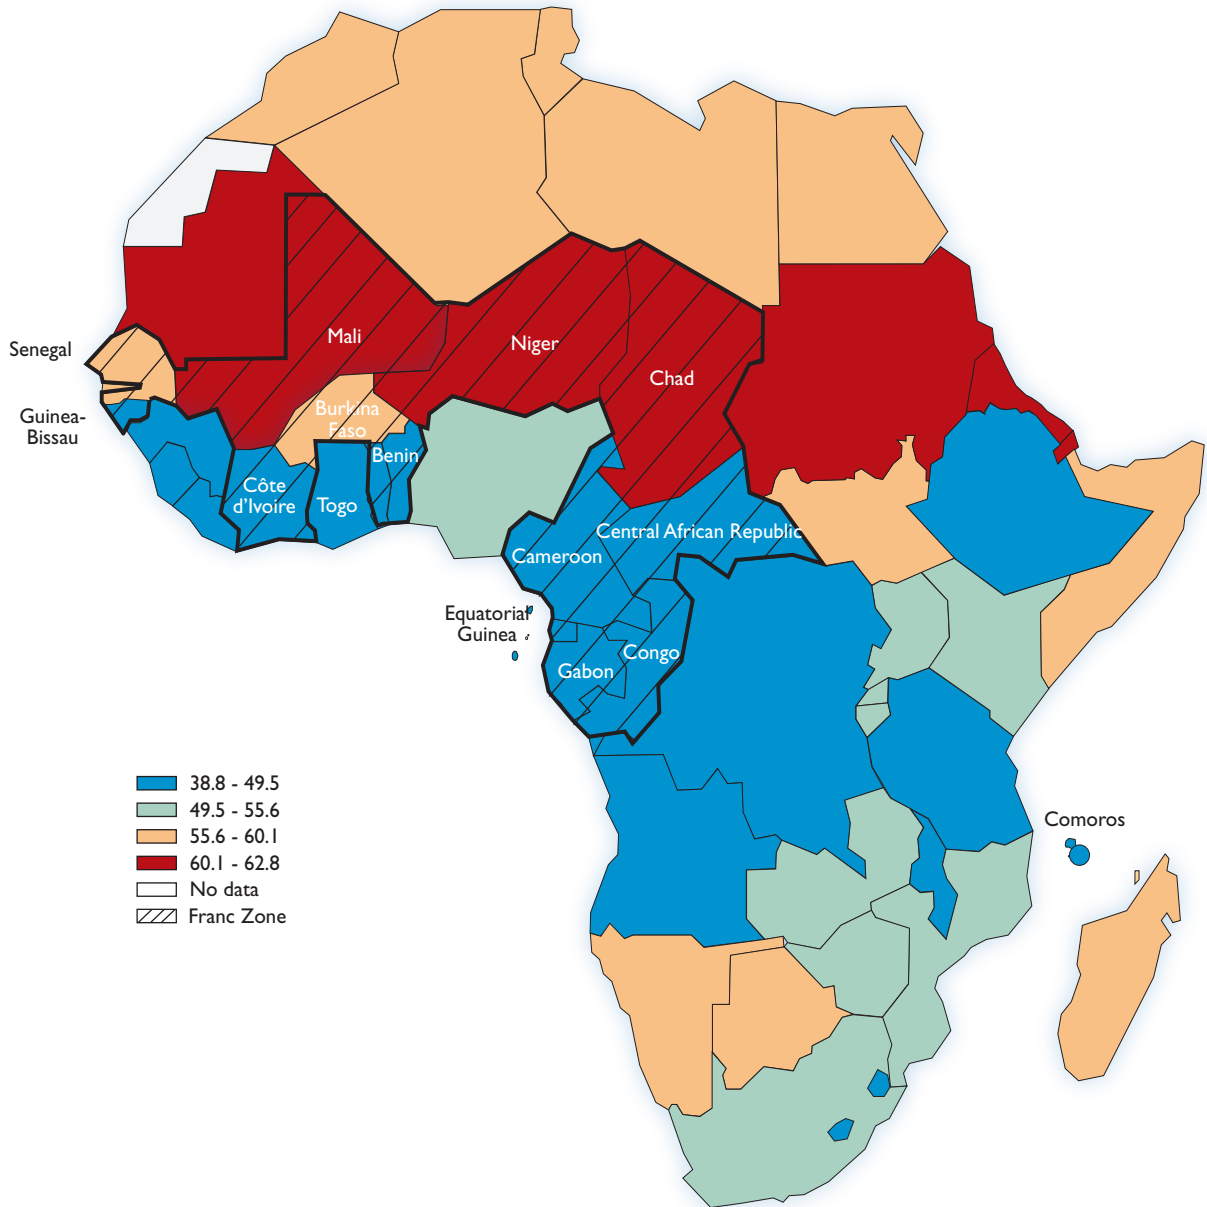 Senegal
Guinea-
Bissau
Mali
Niger
Chad
Burkina
Faso
Benin
Côte
d'Ivoire
Togo
Central African Republic
Cameroon
Equatorial
Guinea
Gabon
Congo
Comoros
38.8 - 49.5
49.5 - 55.6
55.6 - 60.1
60.1 - 62.8
No data
Franc Zone